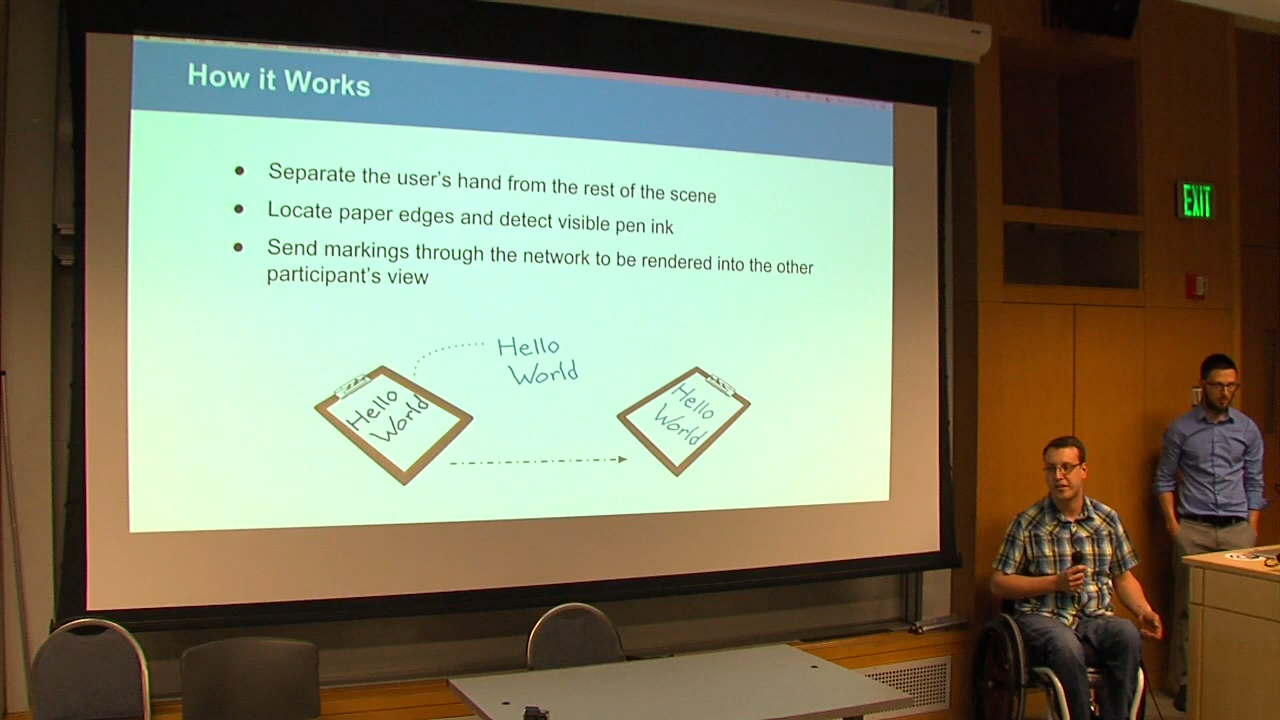 How it Works
● Separate the user's hand from the rest of the scene
● Locate paper edges and detect visible pen ink
● Send markings through the network to be rendered into the other
participant's view
Hello
World
Hello
World
Hello
World
EXIT